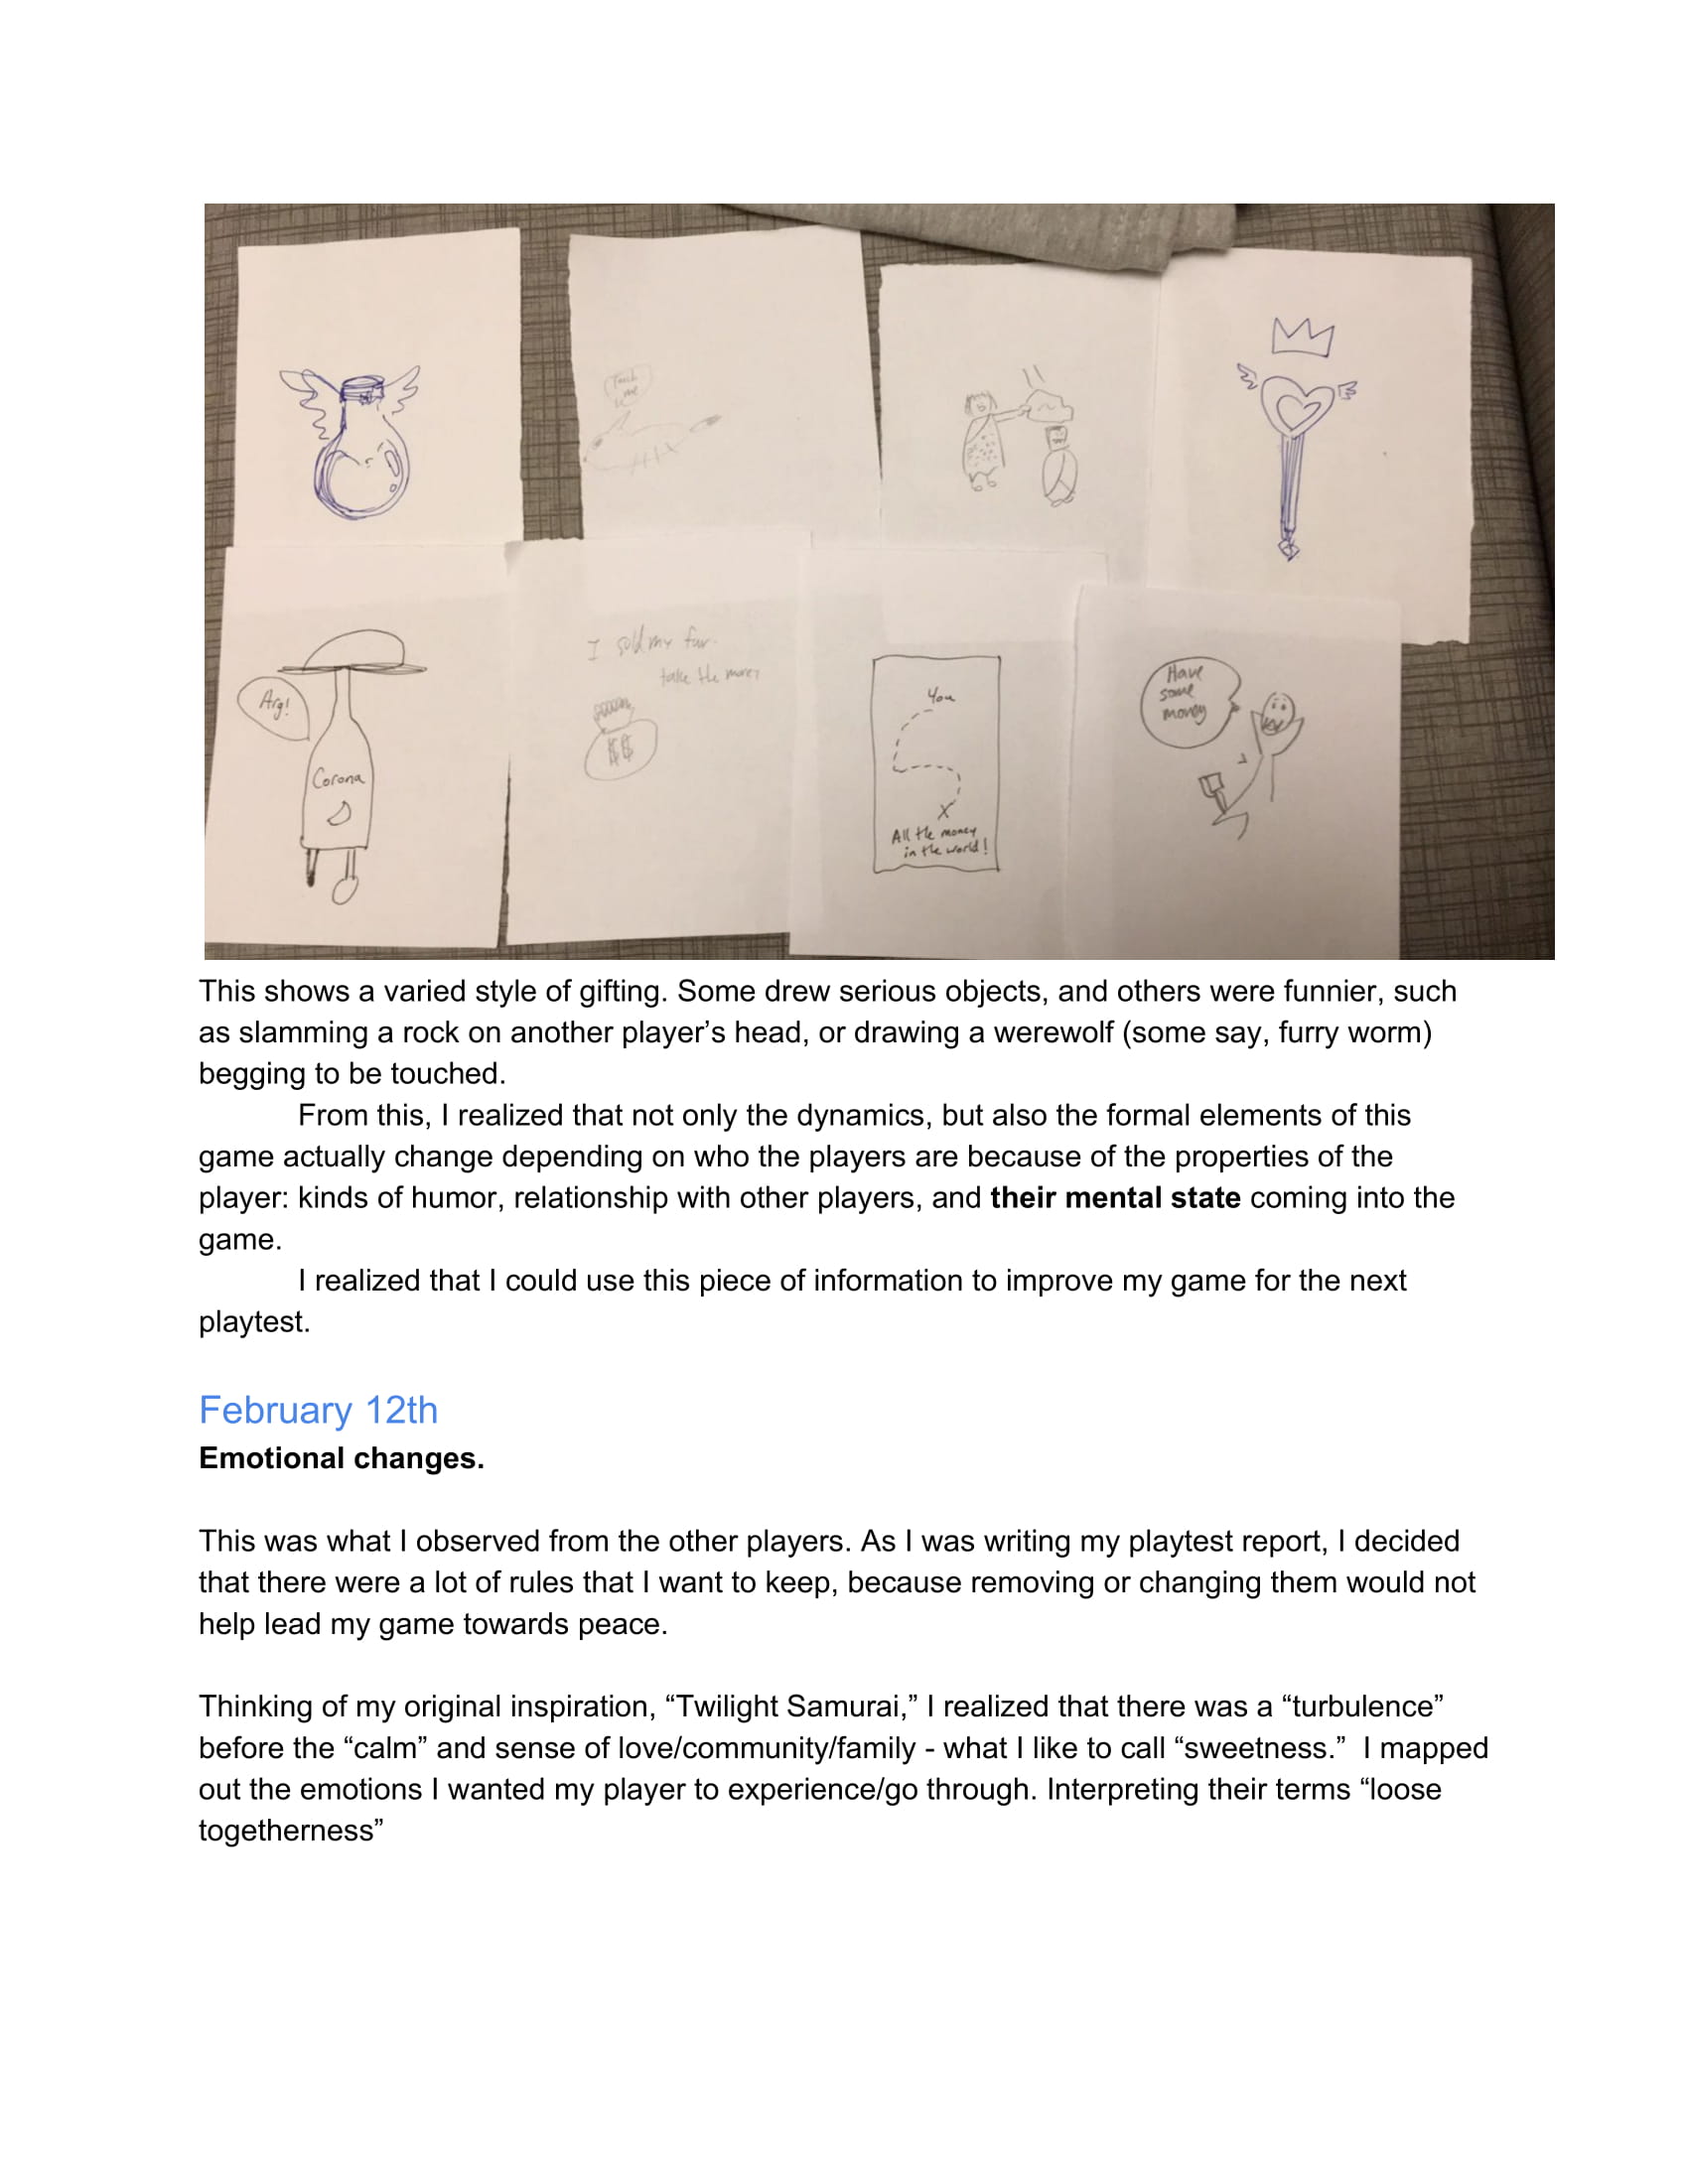 Touch
me
Arg!
Corona
I sold my fur.
take the money
$$
You
X
All the money
in the world!
Have
some
money
This shows a varied style of gifting. Some drew serious objects, and others were funnier, such
as slamming a rock on another player’s head, or drawing a werewolf (some say, furry worm)
begging to be touched.
From this, I realized that not only the dynamics, but also the formal elements of this
game actually change depending on who the players are because of the properties of the
player: kinds of humor, relationship with other players, and their mental state coming into the
game.
I realized that I could use this piece of information to improve my game for the next
playtest.
February 12th
Emotional changes.
This was what I observed from the other players. As I was writing my playtest report, I decided
that there were a lot of rules that I want to keep, because removing or changing them would not
help lead my game towards peace.
Thinking of my original inspiration, “Twilight Samurai,” I realized that there was a “turbulence”
before the “calm” and sense of love/community/family - what I like to call “sweetness.”  I mapped
out the emotions I wanted my player to experience/go through. Interpreting their terms “loose
togetherness”